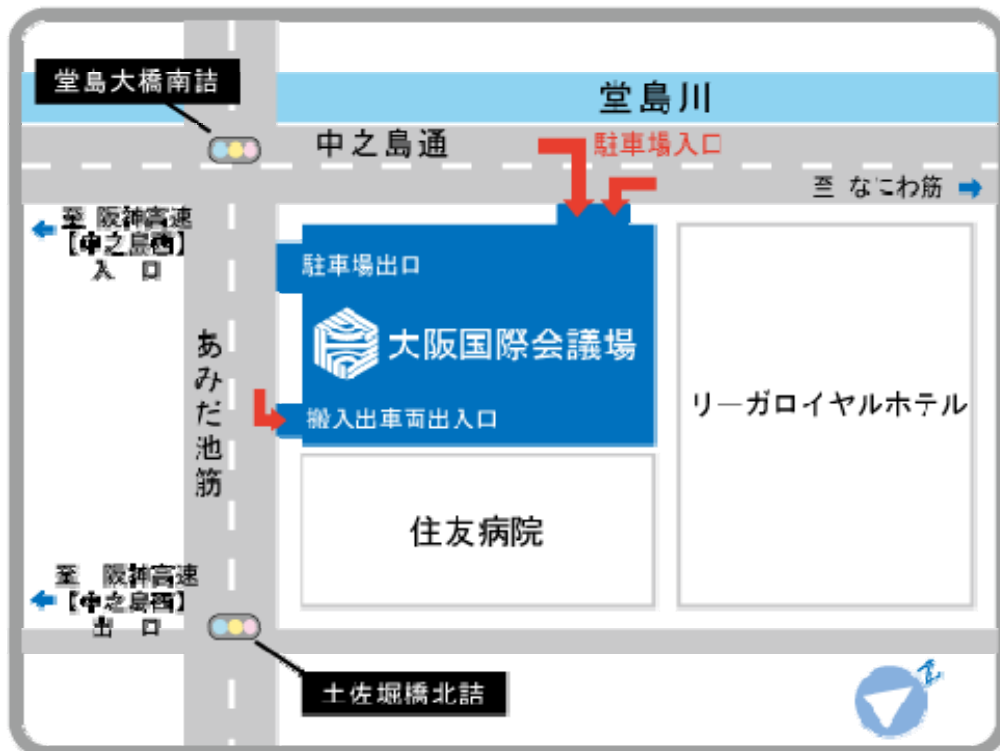 堂島大橋南詰
堂島川
中之島通
駐車場入口
至 なにわ筋
至 阪神高速
【中之島西】
入 口
駐車場出口
大阪国際会議場
搬入出車両出入口
あみだ池筋
リーガロイヤルホテル
住友病院
至 阪神高速
【中之島西】
出 口
土佐堀橋北詰
N